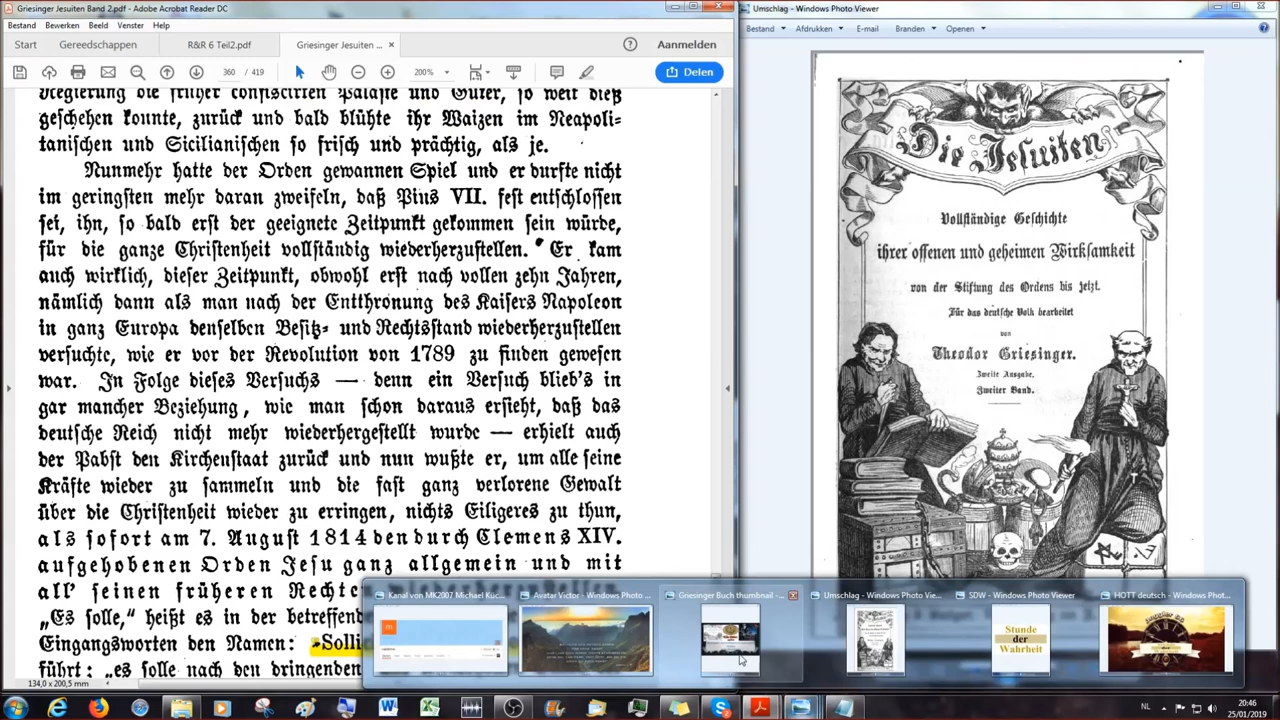 Griesinger Jesuiten Band 2.pdf - Adobe Acrobat Reader DC
Bestand Bewerken Beeld Venster Help
Start Gereedschappen R&R 6 Teil2.pdf Griesinger Jesuiten ... × Aanmelden
360 / 419 200% Delen
Regierung die früher confiscirten Paläste und Güter, so weit dieß
geschehen konnte, zurück und bald blühte ihr Waizen im Neapoli-
tanischen und Sicilianischen so frisch und prächtig, als je.
Nunmehr hatte der Orden gewonnen Spiel und er durfte nicht
im geringsten mehr daran zweifeln, daß Pius VII. fest entschlossen
sei, ihn, so bald erst der geeignete Zeitpunkt gekommen sein würde,
für die ganze Christenheit vollständig wiederherzustellen. Er kam
auch wirklich, dieser Zeitpunkt, obwohl erst nach vollen zehn Jahren,
nämlich dann als man nach der Entthronung des Kaisers Napoleon
in ganz Europa denselben Besitz- und Rechtsstand wiederherzustellen
versuchte, wie er vor der Revolution von 1789 zu finden gewesen
war. In Folge dieses Versuchs — denn ein Versuch blieb's in
gar mancher Beziehung, wie man schon daraus ersieht, daß das
deutsche Reich nicht mehr wiederhergestellt wurde — erhielt auch
der Pabst den Kirchenstaat zurück und nun wußte er, um alle seine
Kräfte wieder zu sammeln und die fast ganz verlorene Gewalt
über die Christenheit wieder zu erringen, nichts Eiligeres zu thun,
als sofort am 7. August 1814 den durch Clemens XIV.
aufgehobenen Orden Jesu ganz allgemein und mit
all' seinen früheren Rechte
„Es solle,“ heißt es in der betreffend
Eingangsworten den Namen: „Solli
führt: „es solle nach den dringenden
134,0 x 200,5 mm
Umschlag - Windows Photo Viewer
Bestand Afdrukken E-mail Branden Openen
Die Jesuiten
Vollständige Geschichte
ihrer offenen und geheimen Wirksamkeit
von der Stiftung des Ordens bis jetzt.
Für das deutsche Volk bearbeitet
von
Theodor Griesinger.
Zweite Ausgabe.
Zweiter Band.
Kanal von MK2007 Michael Küc... Avatar Victor - Windows Photo ... Griesinger Buch thumbnail - ... Umschlag - Windows Photo Vie... SDW - Windows Photo Viewer HOTT deutsch - Windows Phot...
Stunde
der
Wahrheit
NL 20:46
25/01/2019